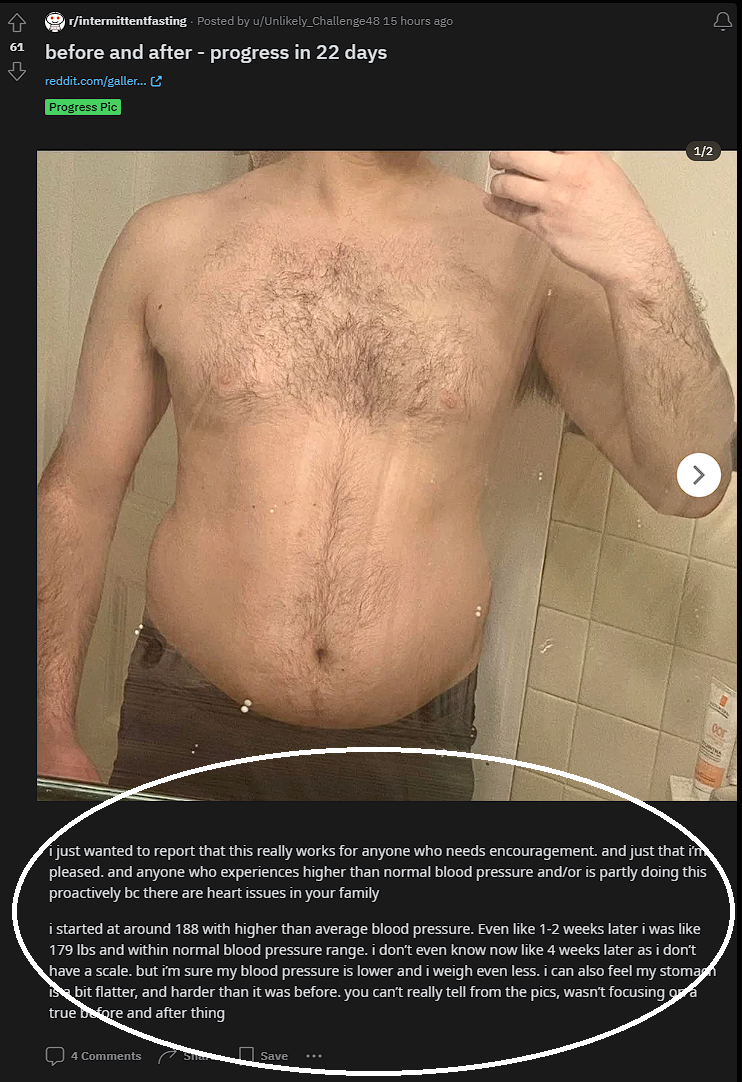 r/intermittentfasting · Posted by u/Unlikely_Challenge48 15 hours ago
61
before and after - progress in 22 days
reddit.com/galler...
Progress Pic
1/2
i just wanted to report that this really works for anyone who needs encouragement. and just that i'm
pleased. and anyone who experiences higher than normal blood pressure and/or is partly doing this
proactively bc there are heart issues in your family
i started at around 188 with higher than average blood pressure. Even like 1-2 weeks later i was like
179 lbs and within normal blood pressure range. i don't even know now like 4 weeks later as i don't
have a scale. but i'm sure my blood pressure is lower and i weigh even less. i can also feel my stomach
is a bit flatter, and harder than it was before. you can't really tell from the pics, wasn't focusing on a
true before and after thing
4 Comments Share Save ···